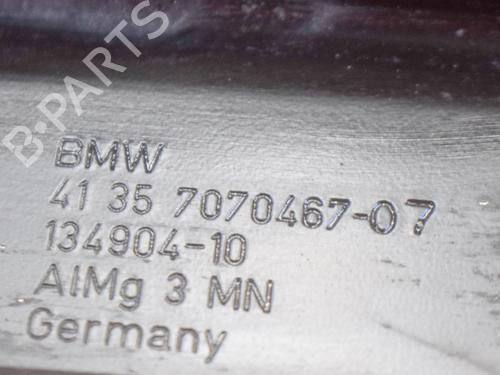 B-PARTS
BMW
41 35 7070467-07
134904-10
AlMg 3 MN
Germany